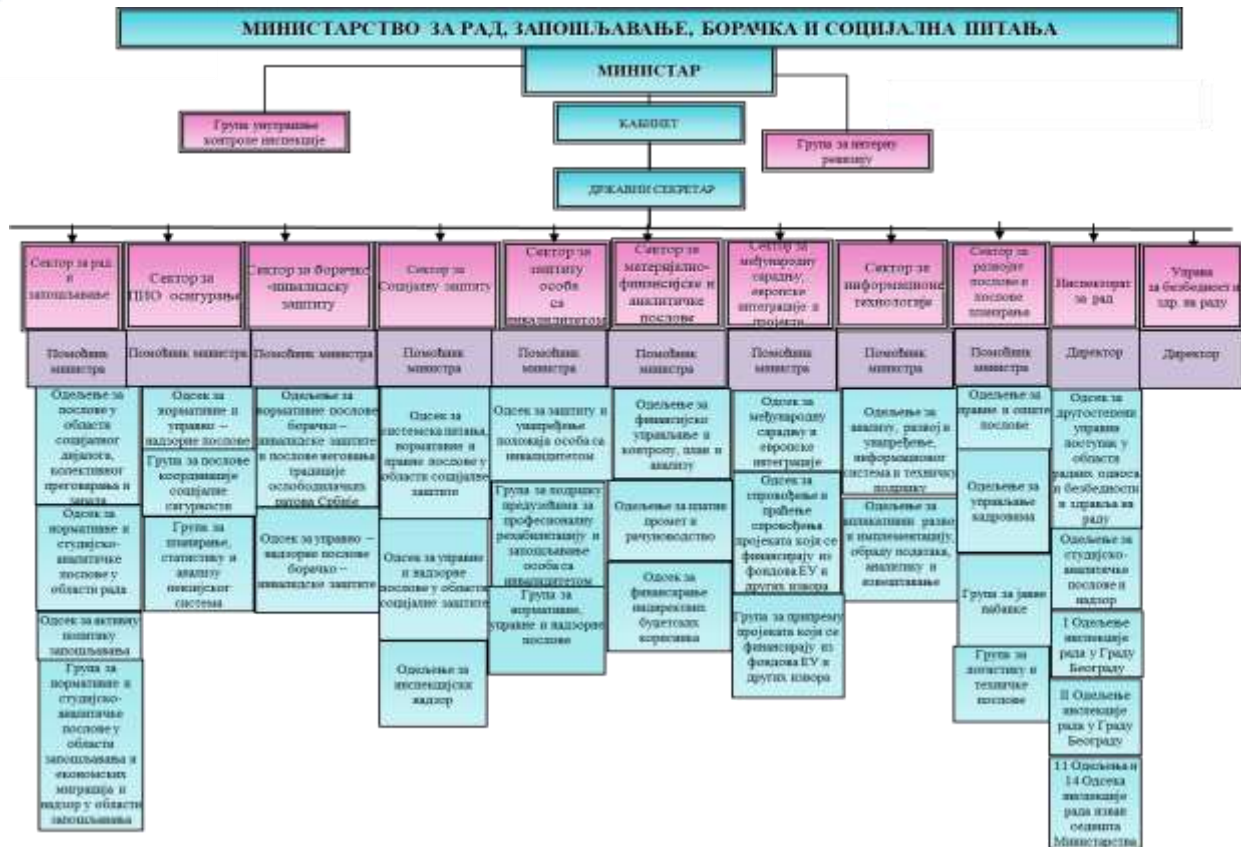 МИНИСТАРСТВО ЗА РАД, ЗАПОШЉАВАЊЕ, БОРАЧКА И СОЦИЈАЛНА ПИТАЊА
МИНИСТАР
Група унутрашње
контроле инспекције
КАБИНЕТ
Група за интерну
ревизију
ДРЖАВНИ СЕКРЕТАР
Сектор за рад
и
запошљавање
Сектор за
ПИО осигурање
Сектор за борачко
-инвалидску
заштиту
Сектор за
Социјалну заштиту
Сектор за
заштиту
особа
са
инвалидитетом
Сектор за
материјално-
финансијске и
аналитичке
послове
Сектор за
међународну
сарадњу,
европске
интеграције и
пројекте
Сектор за
информационе
технологије
Сектор за
развојне
послове и
послове
планирања
Инспекторат
за рад
Управа
за безбедност и
здр. на раду
Помоћник
министра
Помоћник министра
Помоћник министра
Помоћник
министра
Помоћник
министра
Помоћник
министра
Помоћник
министра
Помоћник
министра
Помоћник
министра
Директор
Директор
Одељење за
послове у
области
социјалног
дијалога,
колективног
преговарања и
Одсек за
нормативне и
студијско-
аналитичке
послове у
области рада
Одсек за активну
политику
запошљавања
Група за
нормативне и
студијско-
аналитичке
послове у
области
запошљавања и
економских
миграција и
надзор у области
запошљавања
Одсек за
нормативне и
управно –
надзорне послове
Група за послове
координације
социјалне
сигурности
Група за
планирање,
статистику и
анализу
пензијског
система
Одељење за
нормативне послове
борачко –
инвалидске заштите
и послове неговања
традиције
ослободилачких
ратова Србије
Одсек за управно –
надзорне послове
борачко –
инвалидске заштите
Одсек за
системска питања,
нормативне и
правне послове у
области социјалне
заштите
Одсек за управне
и надзорне
послове у области
социјалне заштите
Одељење за
инспекцијски
надзор
Одсек за заштиту и
унапређење
положаја особа са
инвалидитетом
Група за подршку
предузећима за
професионалну
рехабилитацију и
запошљавање
особа са
инвалидитетом
Група за
нормативне,
управне и надзорне
послове
Одељење за
финансијско
управљање и
контролу, план и
анализу
Одељење за платни
промет и
рачуноводство
Одсек за
финансирање
индиректних
буџетских
корисника
Одсек за
међународну
сарадњу и
европске
интеграције
Одсек за
спровођење и
праћење
спровођења
пројеката који се
финансирају из
фондова ЕУ и
других извора
Група за припрему
пројеката који се
финансирају из
фондова ЕУ и
других извора
Одељење за
анализу, развој и
унапређење,
информационог
система и техничку
подршку
Одељење за
апликативни развој
и имплементацију,
обраду података,
аналитику и
извештавање
Одељење за
правне и опште
послове
Одељење за
управљање
кадровима
Група за јавне
набавке
Група за
логистику и
техничке
послове
Одсек за
другостепени
управни
поступак у
области
радних односа
и безбедности
и здравља на
раду
Одељење за
студијско-
аналитичке
послове и
надзор
I Одељење
инспекције
рада у Граду
Београду
II Одељење
инспекције
рада у Граду
Београду
11 Одељења и
14 Одсека
инспекције
рада изван
седишта
Министарства